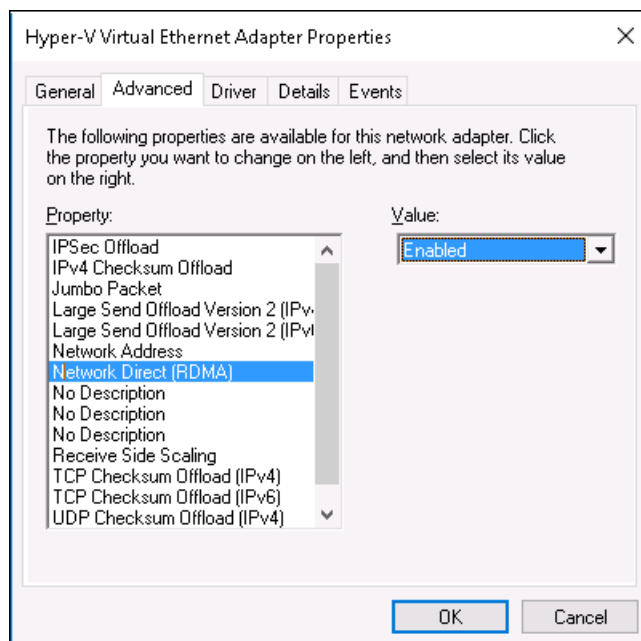 Hyper-V Virtual Ethernet Adapter Properties
General Advanced Driver Details Events
The following properties are available for this network adapter. Click
the property you want to change on the left, and then select its value
on the right.
Property:
Value:
IPSec Offload
Enabled
IPv4 Checksum Offload
Jumbo Packet
Large Send Offload Version 2 (IPv
Large Send Offload Version 2 (IPv
Network Address
Network Direct (RDMA)
No Description
No Description
No Description
Receive Side Scaling
TCP Checksum Offload (IPv4)
TCP Checksum Offload (IPv6)
UDP Checksum Offload (IPv4)
OK
Cancel